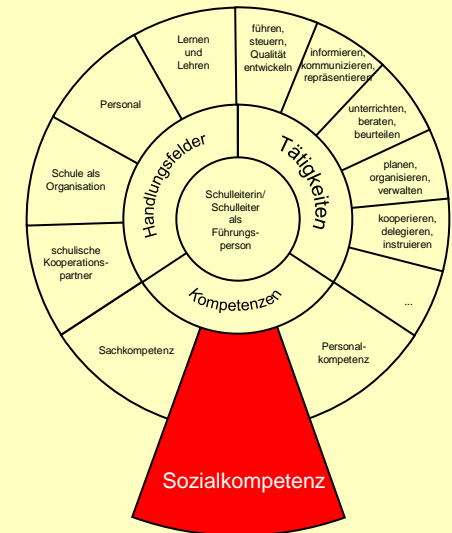 Lernen
und
Lehren
führen,
steuern,
Qualität
entwickeln
informieren,
kommunizieren,
repräsentieren
Personal
unterrichten,
beraten,
beurteilen
Handlungsfelder
Tätigkeiten
Schule als
Organisation
planen,
organisieren,
verwalten
Schulleiterin/
Schulleiter
als
Führungs-
person
kooperieren,
delegieren,
instruieren
schulische
Kooperations-
partner
Kompetenzen
...
Sachkompetenz
Personal-
kompetenz
Sozialkompetenz